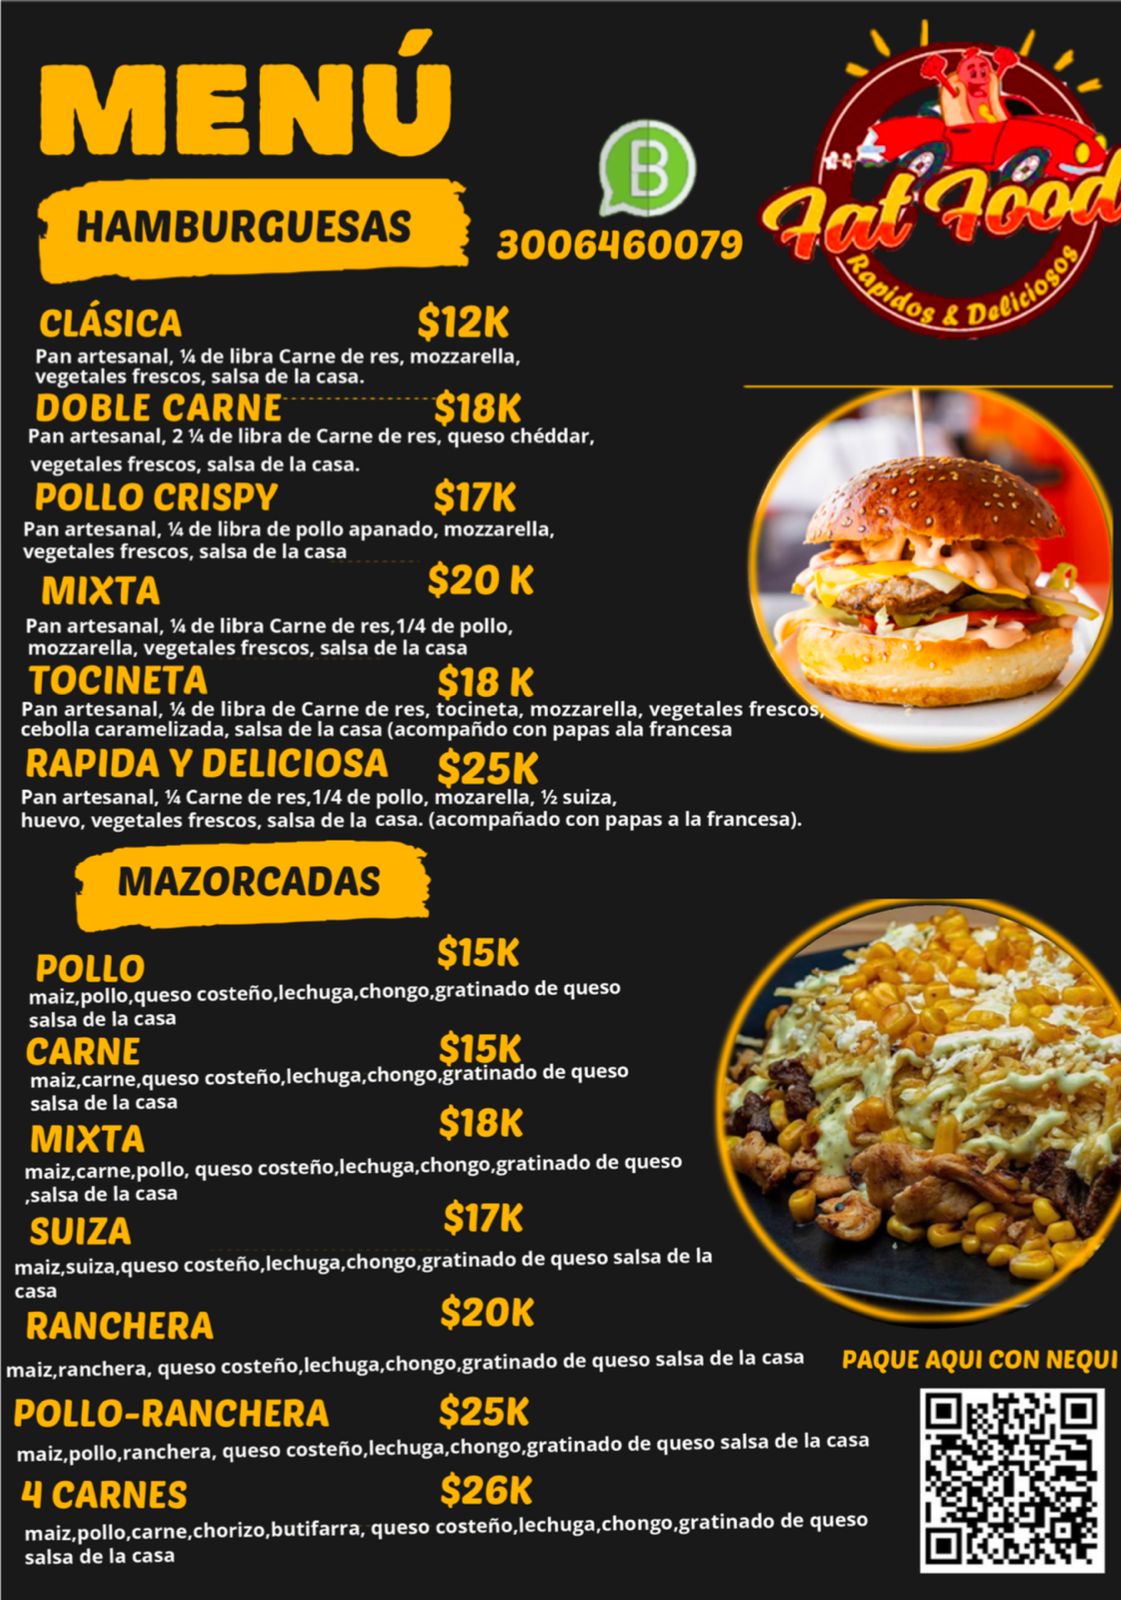 MENÚ
HAMBURGUESAS
B
3006460079
Fat Food
Rapidos & Deliciosos
CLÁSICA $12K
Pan artesanal, ¼ de libra Carne de res, mozzarella,
vegetales frescos, salsa de la casa.
DOBLE CARNE $18K
Pan artesanal, 2 ¼ de libra de Carne de res, queso chéddar,
vegetales frescos, salsa de la casa.
POLLO CRISPY $17K
Pan artesanal, ¼ de libra de pollo apanado, mozzarella,
vegetales frescos, salsa de la casa
MIXTA $20 K
Pan artesanal, ¼ de libra Carne de res,1/4 de pollo,
mozzarella, vegetales frescos, salsa de la casa
TOCINETA $18 K
Pan artesanal, ¼ de libra de Carne de res, tocineta, mozzarella, vegetales frescos,
cebolla caramelizada, salsa de la casa (acompañdo con papas ala francesa
RAPIDA Y DELICIOSA $25K
Pan artesanal, ¼ Carne de res,1/4 de pollo, mozarella, ½ suiza,
huevo, vegetales frescos, salsa de la casa. (acompañado con papas a la francesa).
MAZORCADAS
POLLO $15K
maiz,pollo,queso costeño,lechuga,chongo,gratinado de queso
salsa de la casa
CARNE $15K
maiz,carne,queso costeño,lechuga,chongo,gratinado de queso
salsa de la casa
MIXTA $18K
maiz,carne,pollo, queso costeño,lechuga,chongo,gratinado de queso
,salsa de la casa
SUIZA $17K
maiz,suiza,queso costeño,lechuga,chongo,gratinado de queso salsa de la
casa
RANCHERA $20K
maiz,ranchera, queso costeño,lechuga,chongo,gratinado de queso salsa de la casa
PAQUE AQUI CON NEQUI
POLLO-RANCHERA $25K
maiz,pollo,ranchera, queso costeño,lechuga,chongo,gratinado de queso salsa de la casa
4 CARNES $26K
maiz,pollo,carne,chorizo,butifarra, queso costeño,lechuga,chongo,gratinado de queso
salsa de la casa